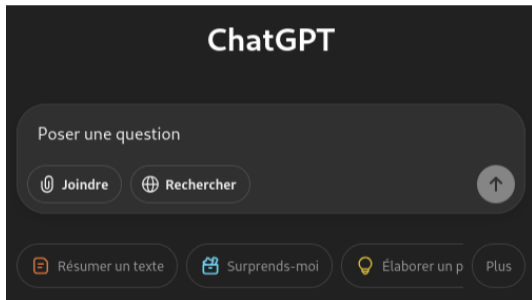 ChatGPT
Poser une question
Joindre Rechercher
Résumer un texte Surprends-moi Élaborer un p Plus